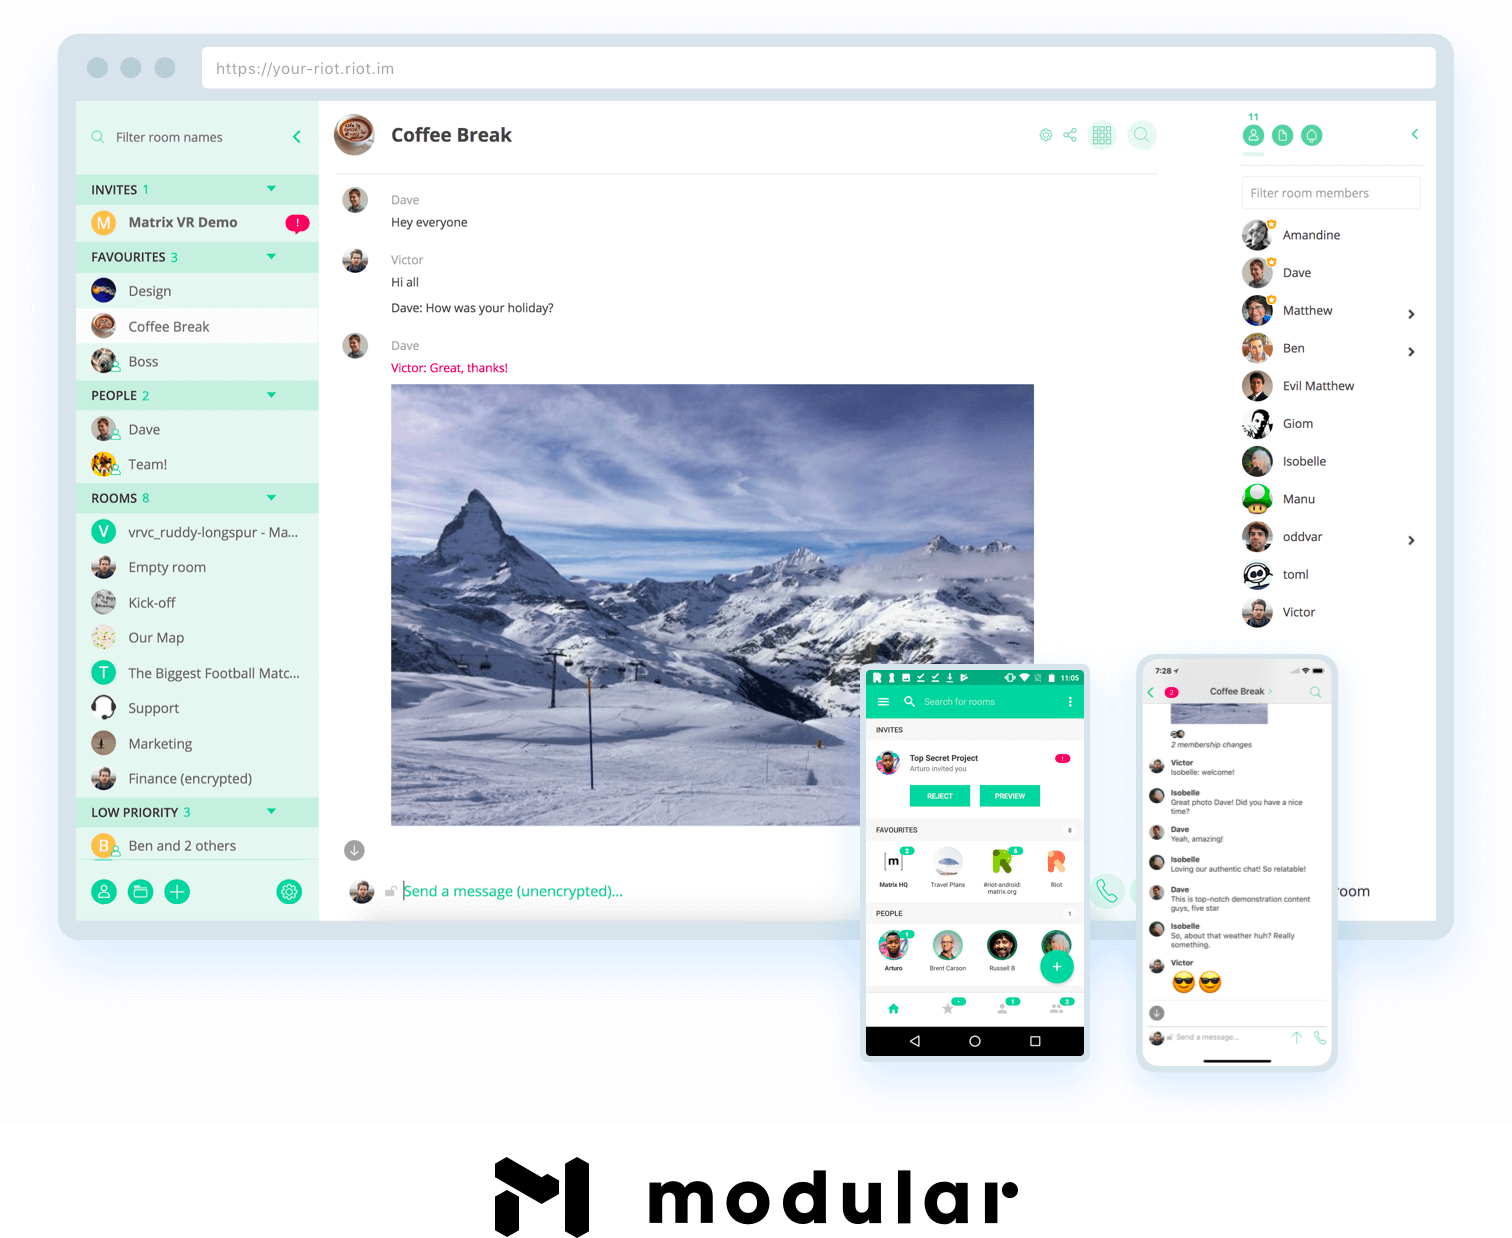 https://your-riot.riot.im
Filter room names
INVITES 1
M Matrix VR Demo !
FAVOURITES 3
Design
Coffee Break
Boss
PEOPLE 2
Dave
Team!
ROOMS 8
V vrvc_ruddy-longspur - Ma...
Empty room
Kick-off
Our Map
T The Biggest Football Matc...
Support
Marketing
Finance (encrypted)
LOW PRIORITY 3
B Ben and 2 others
Coffee Break
Dave
Hey everyone
Victor
Hi all
Dave: How was your holiday?
Dave
Victor: Great, thanks!
Send a message (unencrypted)...
room
11
Filter room members
Amandine
Dave
Matthew
Ben
Evil Matthew
Giom
Isobelle
Manu
oddvar
toml
Victor
11:05
Search for rooms
INVITES
Top Secret Project !
Arturo invited you
REJECT PREVIEW
FAVOURITES 8
[m] 2 6
Matrix HQ
Travel Plans
#riot-android:
matrix.org
Riot
PEOPLE 1
1
Arturo
Brent Carson
Russell B
1 3
7:28
2 Coffee Break
2 membership changes
Victor
Isobelle: welcome!
Isobelle
Great photo Dave! Did you have a nice
time?
Dave
Yeah, amazing!
Isobelle
Loving our authentic chat! So relatable!
Dave
This is top-notch demonstration content
guys, five star
Isobelle
So, about that weather huh? Really
something.
Victor
Send a message...
modular